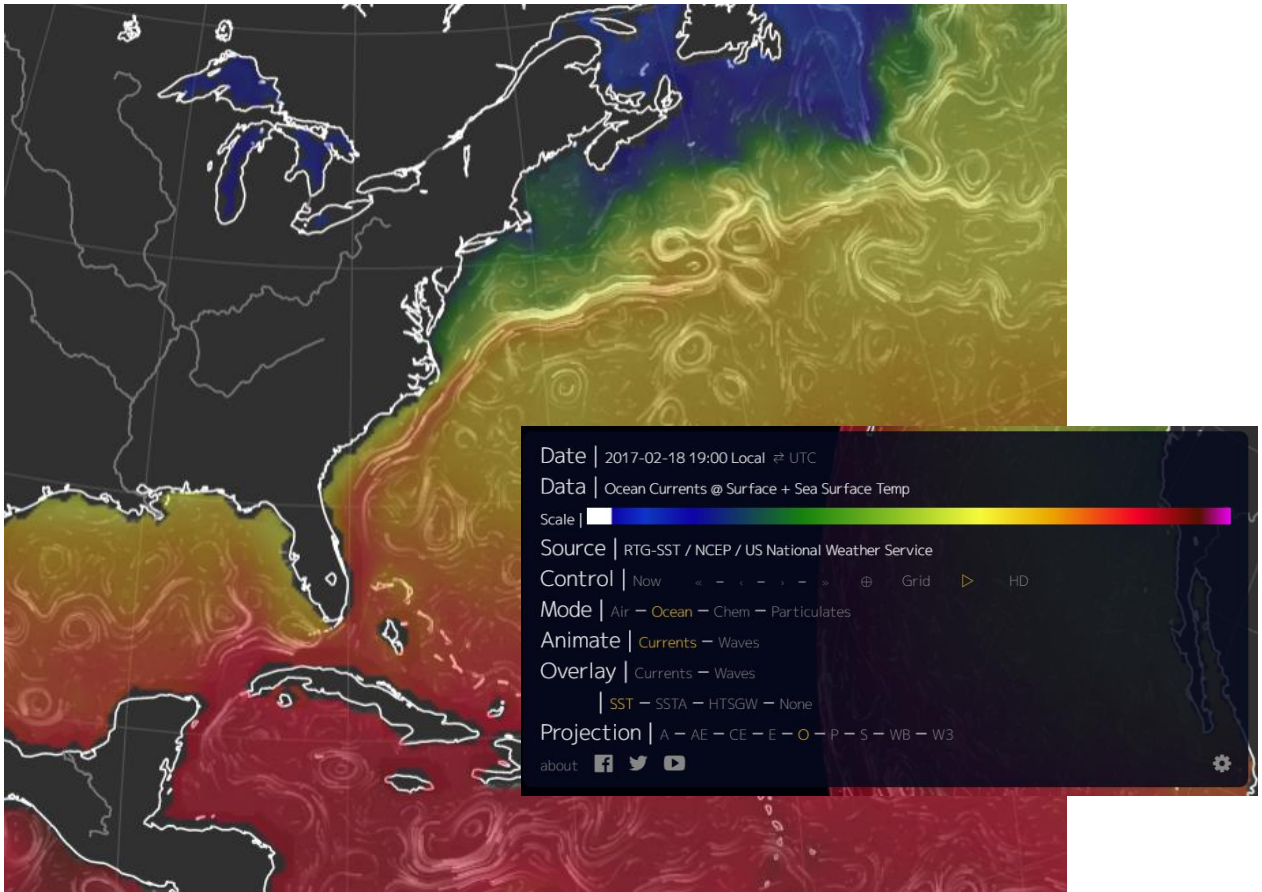 Date | 2017-02-18 19:00 Local ⇄ UTC
Data | Ocean Currents @ Surface + Sea Surface Temp
Scale |
Source | RTG-SST / NCEP / US National Weather Service
Control | Now « – ‹ – › – » ⊕ Grid ▷ HD
Mode | Air – Ocean – Chem – Particulates
Animate | Currents – Waves
Overlay | Currents – Waves
| SST – SSTA – HTSGW – None
Projection | A – AE – CE – E – O – P – S – WB – W3
about